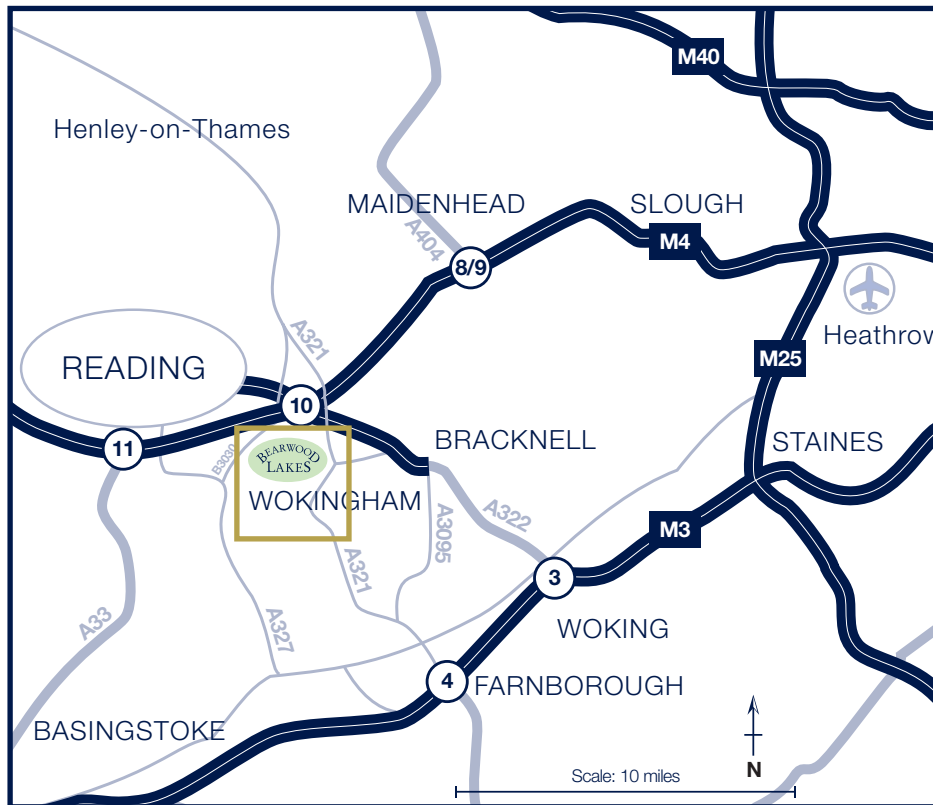 M40
Henley-on-Thames
MAIDENHEAD
SLOUGH
A404
M4
8/9
Heathrow
A321
READING
M25
10
11
BRACKNELL
STAINES
B3030
BEARWOOD
LAKES
WOKINGHAM
A322
A3095
M3
A321
3
A33
A327
WOKING
4
FARNBOROUGH
BASINGSTOKE
N
Scale: 10 miles